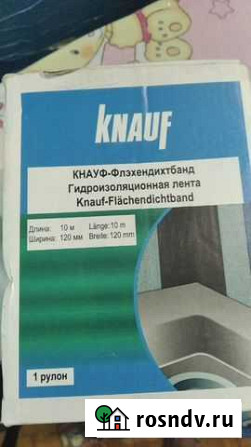 KNAUF
КНАУФ-Флэхендихтбанд
Гидроизоляционная лента
Knauf-Flächendichtband
Длина: 10 м Länge: 10 m
Ширина: 120 мм Breite: 120 mm
1 рулон
rosndv.ru